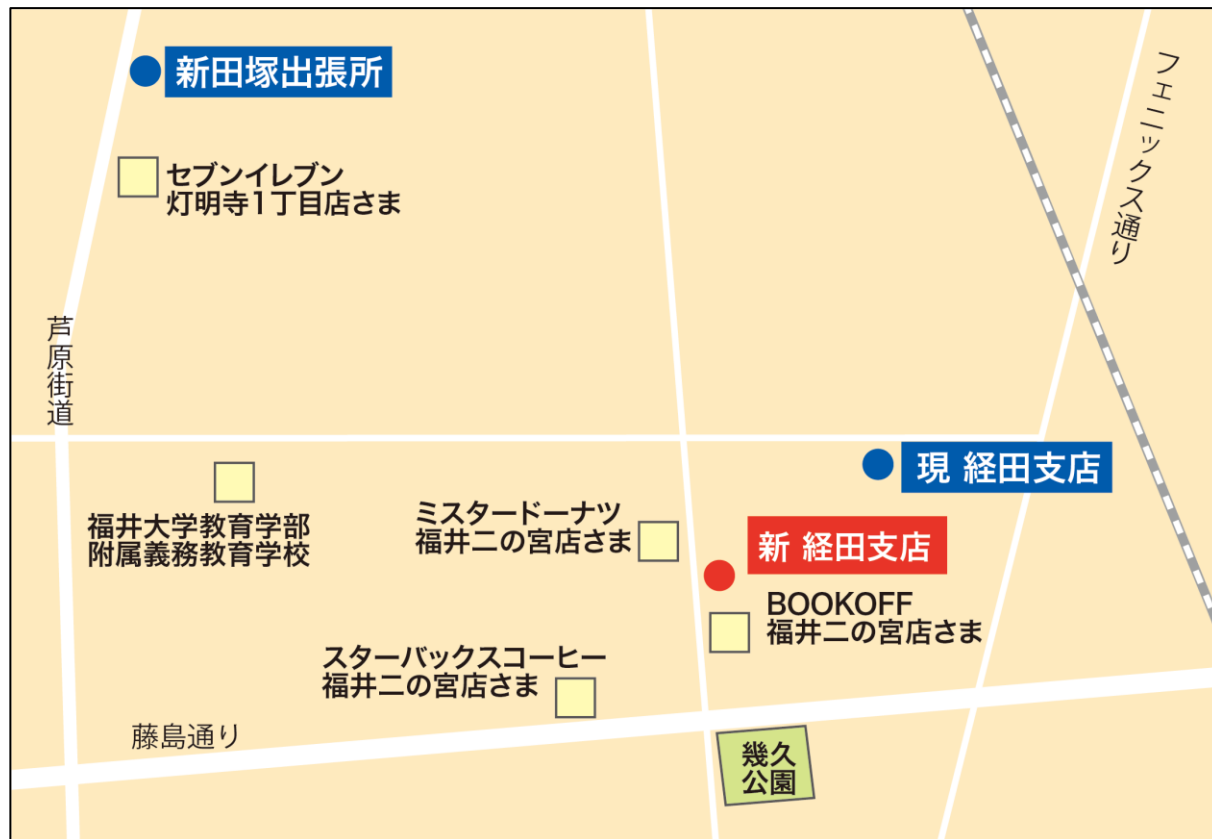 新田塚出張所
フェニックス通り
セブンイレブン
灯明寺1丁目店さま
芦原街道
現 経田支店
福井大学教育学部
附属義務教育学校
ミスタードーナツ
福井二の宮店さま
新 経田支店
BOOKOFF
福井二の宮店さま
スターバックスコーヒー
福井二の宮店さま
藤島通り
幾久
公園